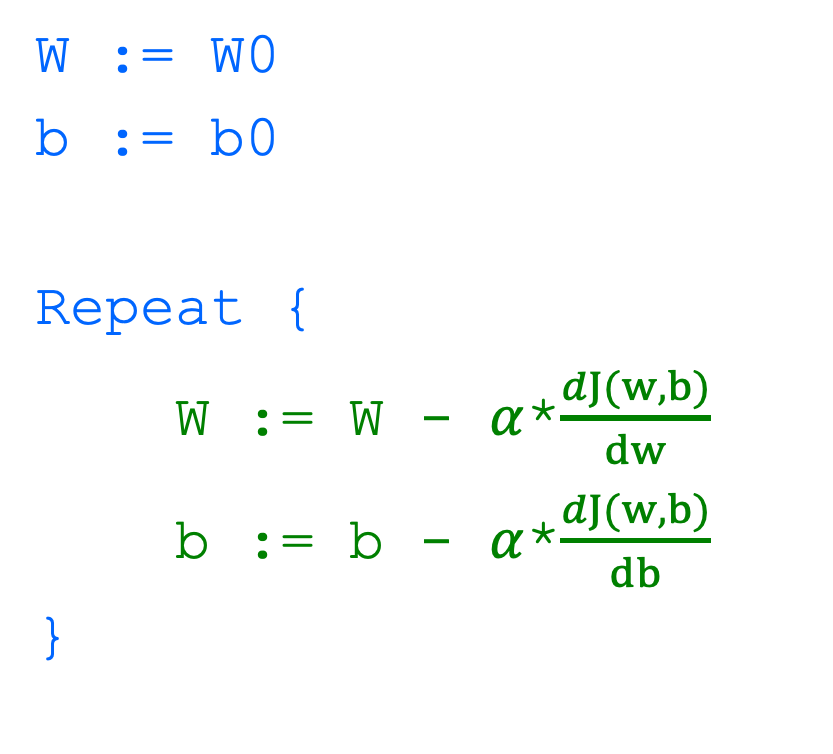 W := W0
b := b0
Repeat {
W := W - α*dJ(w,b)/dw
b := b - α*dJ(w,b)/db
}